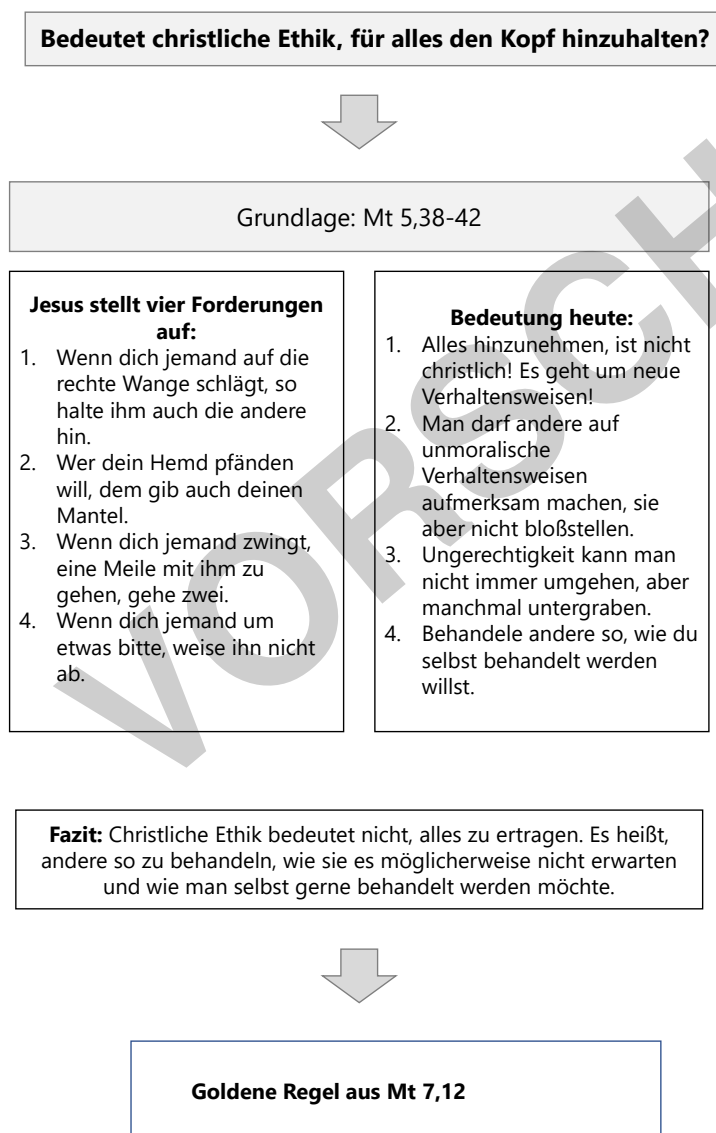 Bedeutet christliche Ethik, für alles den Kopf hinzuhalten?
Grundlage: Mt 5,38-42
Jesus stellt vier Forderungen
auf:
1. Wenn dich jemand auf die
rechte Wange schlägt, so
halte ihm auch die andere
hin.
2. Wer dein Hemd pfänden
will, dem gib auch deinen
Mantel.
3. Wenn dich jemand zwingt,
eine Meile mit ihm zu
gehen, gehe zwei.
4. Wenn dich jemand um
etwas bitte, weise ihn nicht
ab.
Bedeutung heute:
1. Alles hinzunehmen, ist nicht
christlich! Es geht um neue
Verhaltensweisen!
2. Man darf andere auf
unmoralische
Verhaltensweisen
aufmerksam machen, sie
aber nicht bloßstellen.
3. Ungerechtigkeit kann man
nicht immer umgehen, aber
manchmal untergraben.
4. Behandele andere so, wie du
selbst behandelt werden
willst.
Fazit: Christliche Ethik bedeutet nicht, alles zu ertragen. Es heißt,
andere so zu behandeln, wie sie es möglicherweise nicht erwarten
und wie man selbst gerne behandelt werden möchte.
Goldene Regel aus Mt 7,12
VORSCH